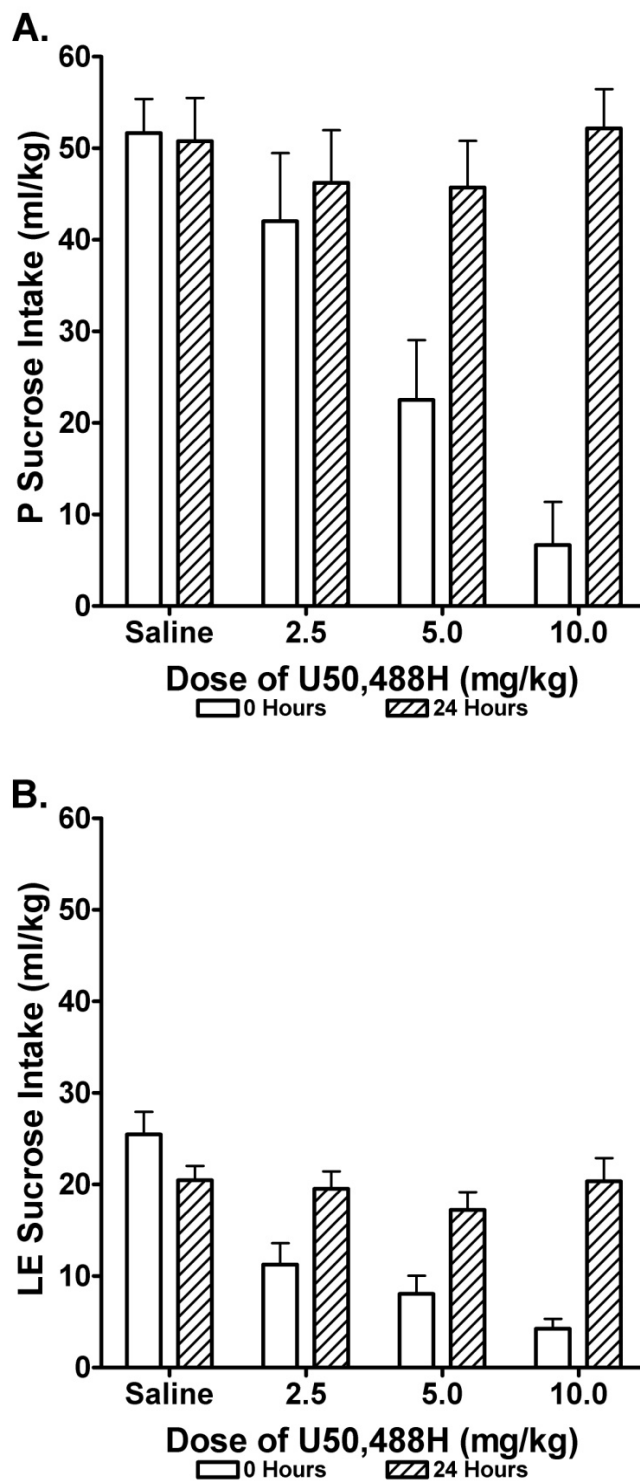 A.
P Sucrose Intake (ml/kg)
60
50
40
30
20
10
0
Saline 2.5 5.0 10.0
Dose of U50,488H (mg/kg)
0 Hours 24 Hours
B.
LE Sucrose Intake (ml/kg)
60
50
40
30
20
10
0
Saline 2.5 5.0 10.0
Dose of U50,488H (mg/kg)
0 Hours 24 Hours